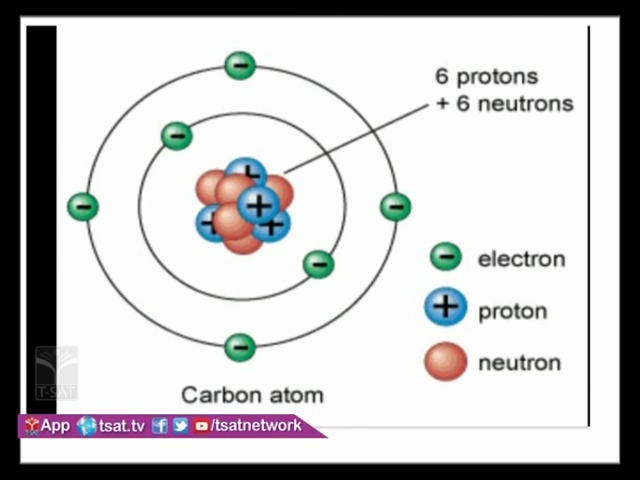 6 protons
+ 6 neutrons
electron
proton
neutron
Carbon atom
T-SAT
App tsat.tv /tsatnetwork